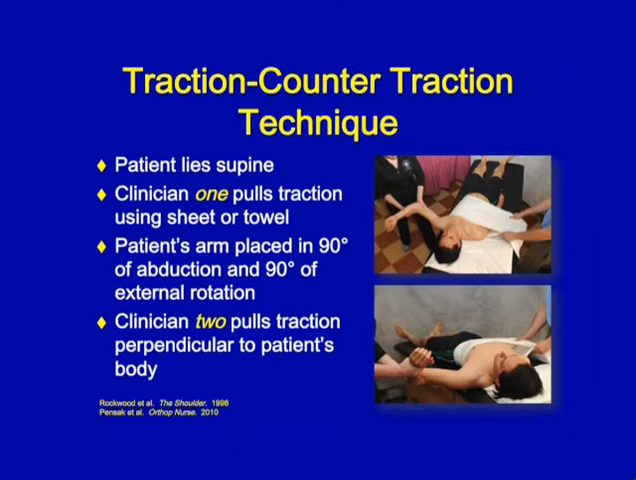 Traction-Counter Traction
Technique
Patient lies supine
Clinician one pulls traction
using sheet or towel
Patient's arm placed in 90°
of abduction and 90° of
external rotation
Clinician two pulls traction
perpendicular to patient's
body
Rockwood et al. The Shoulder. 1998
Pensak et al. Orthop Nurse. 2010